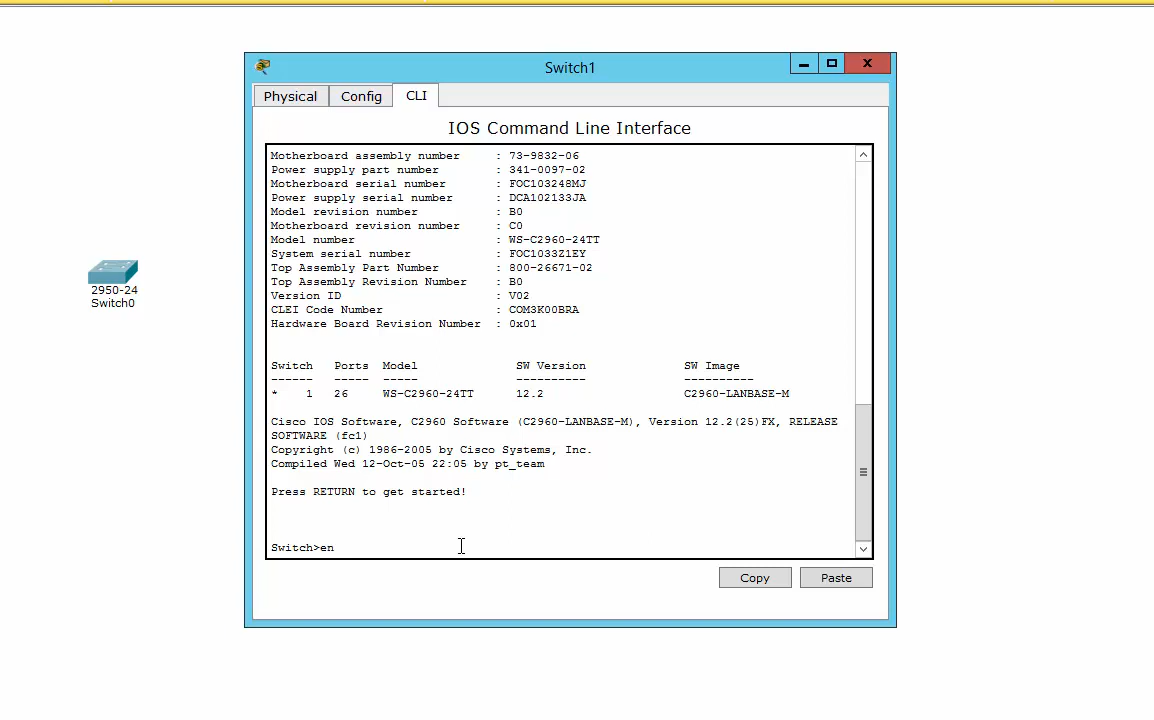 Switch1
Physical Config CLI
IOS Command Line Interface
Motherboard assembly number : 73-9832-06
Power supply part number : 341-0097-02
Motherboard serial number : FOC103248MJ
Power supply serial number : DCA102133JA
Model revision number : B0
Motherboard revision number : C0
Model number : WS-C2960-24TT
System serial number : FOC1033Z1EY
Top Assembly Part Number : 800-26671-02
Top Assembly Revision Number : B0
Version ID : V02
CLEI Code Number : COM3K00BRA
Hardware Board Revision Number : 0x01
Switch Ports Model SW Version SW Image
------ ----- ----- ---------- ----------
* 1 26 WS-C2960-24TT 12.2 C2960-LANBASE-M
Cisco IOS Software, C2960 Software (C2960-LANBASE-M), Version 12.2(25)FX, RELEASE
SOFTWARE (fc1)
Copyright (c) 1986-2005 by Cisco Systems, Inc.
Compiled Wed 12-Oct-05 22:05 by pt_team
Press RETURN to get started!
Switch>en
Copy Paste
2950-24
Switch0